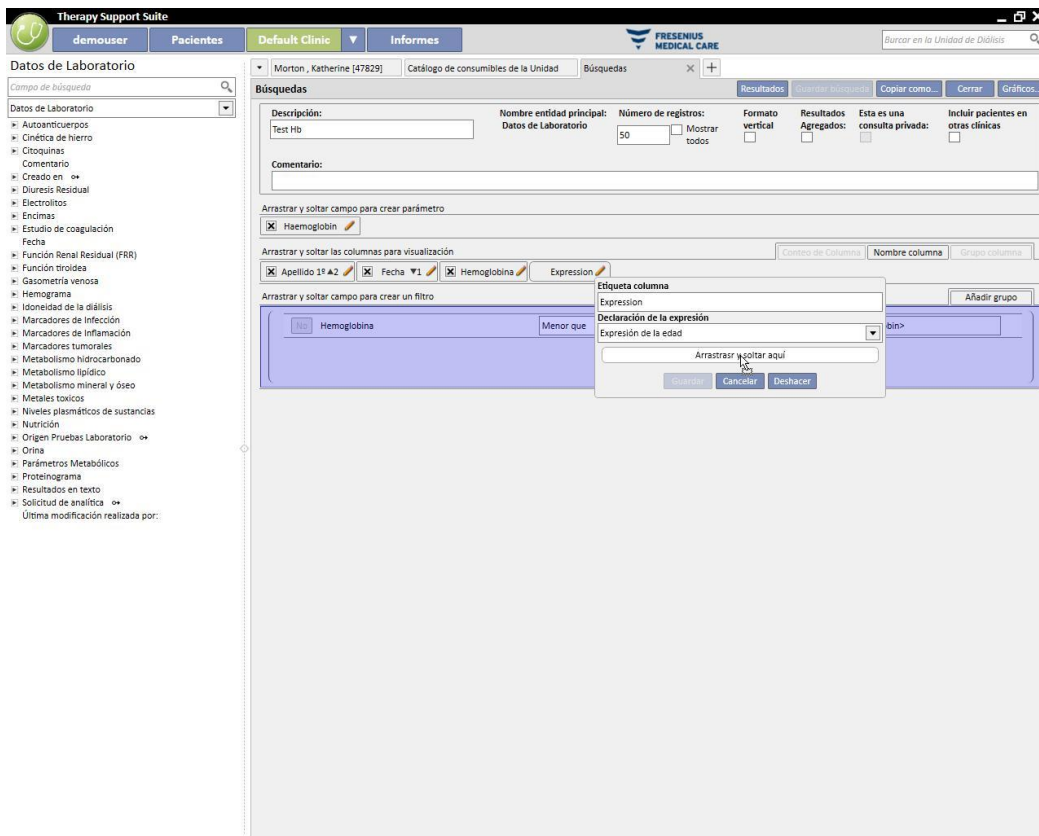 Therapy Support Suite
demouser
Pacientes
Default Clinic
Informes
FRESENIUS
MEDICAL CARE
Burcar en la Unidad de Diálisis
Datos de Laboratorio
Campo de búsqueda
Datos de Laboratorio
Autoanticuerpos
Cinética de hierro
Citoquinas
Comentario
Creado en
Diuresis Residual
Electrolitos
Encimas
Estudio de coagulación
Fecha
Función Renal Residual (FRR)
Función tiroidea
Gasometría venosa
Hemograma
Idoneidad de la diálisis
Marcadores de Infección
Marcadores de Inflamación
Marcadores tumorales
Metabolismo hidrocarbonado
Metabolismo lipídico
Metabolismo mineral y óseo
Metales toxicos
Niveles plasmáticos de sustancias
Nutrición
Origen Pruebas Laboratorio
Orina
Parámetros Metabólicos
Proteinograma
Resultados en texto
Solicitud de analítica
Última modificación realizada por:
Morton , Katherine [47829]
Catálogo de consumibles de la Unidad
Búsquedas
Búsquedas
Resultados
Guardar búsqueda
Copiar como...
Cerrar
Gráficos...
Descripción:
Test Hb
Nombre entidad principal:
Datos de Laboratorio
Número de registros:
50
Mostrar
todos
Formato
vertical
Resultados
Agregados:
Esta es una
consulta privada:
Incluir pacientes en
otras clínicas
Comentario:
Arrastrar y soltar campo para crear parámetro
Haemoglobin
Arrastrar y soltar las columnas para visualización
Conteo de Columna
Nombre columna
Grupo columna
Apellido 1º ▲2
Fecha ▼1
Hemoglobina
Expression
Arrastrar y soltar campo para crear un filtro
Añadir grupo
No
Hemoglobina
Menor que
bin>
Etiqueta columna
Expression
Declaración de la expresión
Expresión de la edad
Arrastrasr y soltar aquí
Guardar
Cancelar
Deshacer